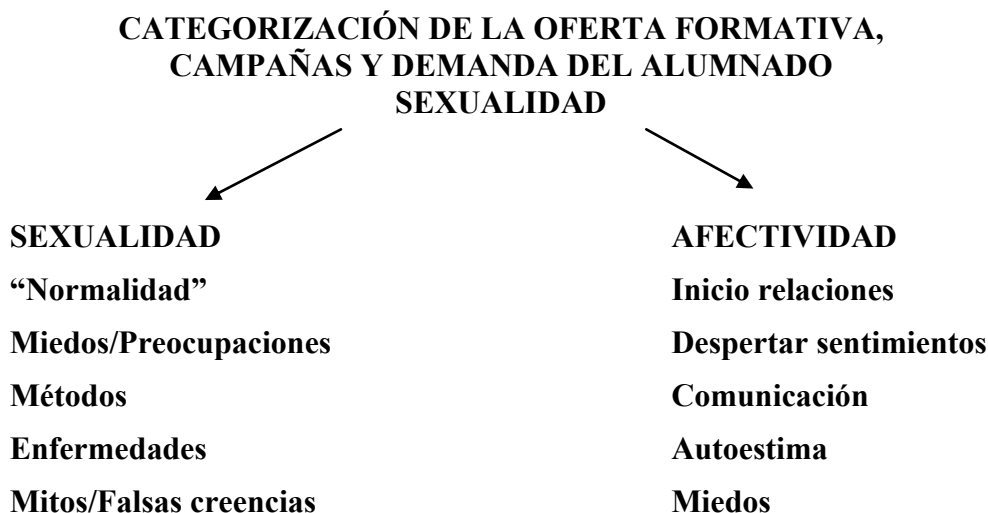 CATEGORIZACIÓN DE LA OFERTA FORMATIVA,
CAMPAÑAS Y DEMANDA DEL ALUMNADO
SEXUALIDAD
SEXUALIDAD
“Normalidad”
Miedos/Preocupaciones
Métodos
Enfermedades
Mitos/Falsas creencias
AFECTIVIDAD
Inicio relaciones
Despertar sentimientos
Comunicación
Autoestima
Miedos